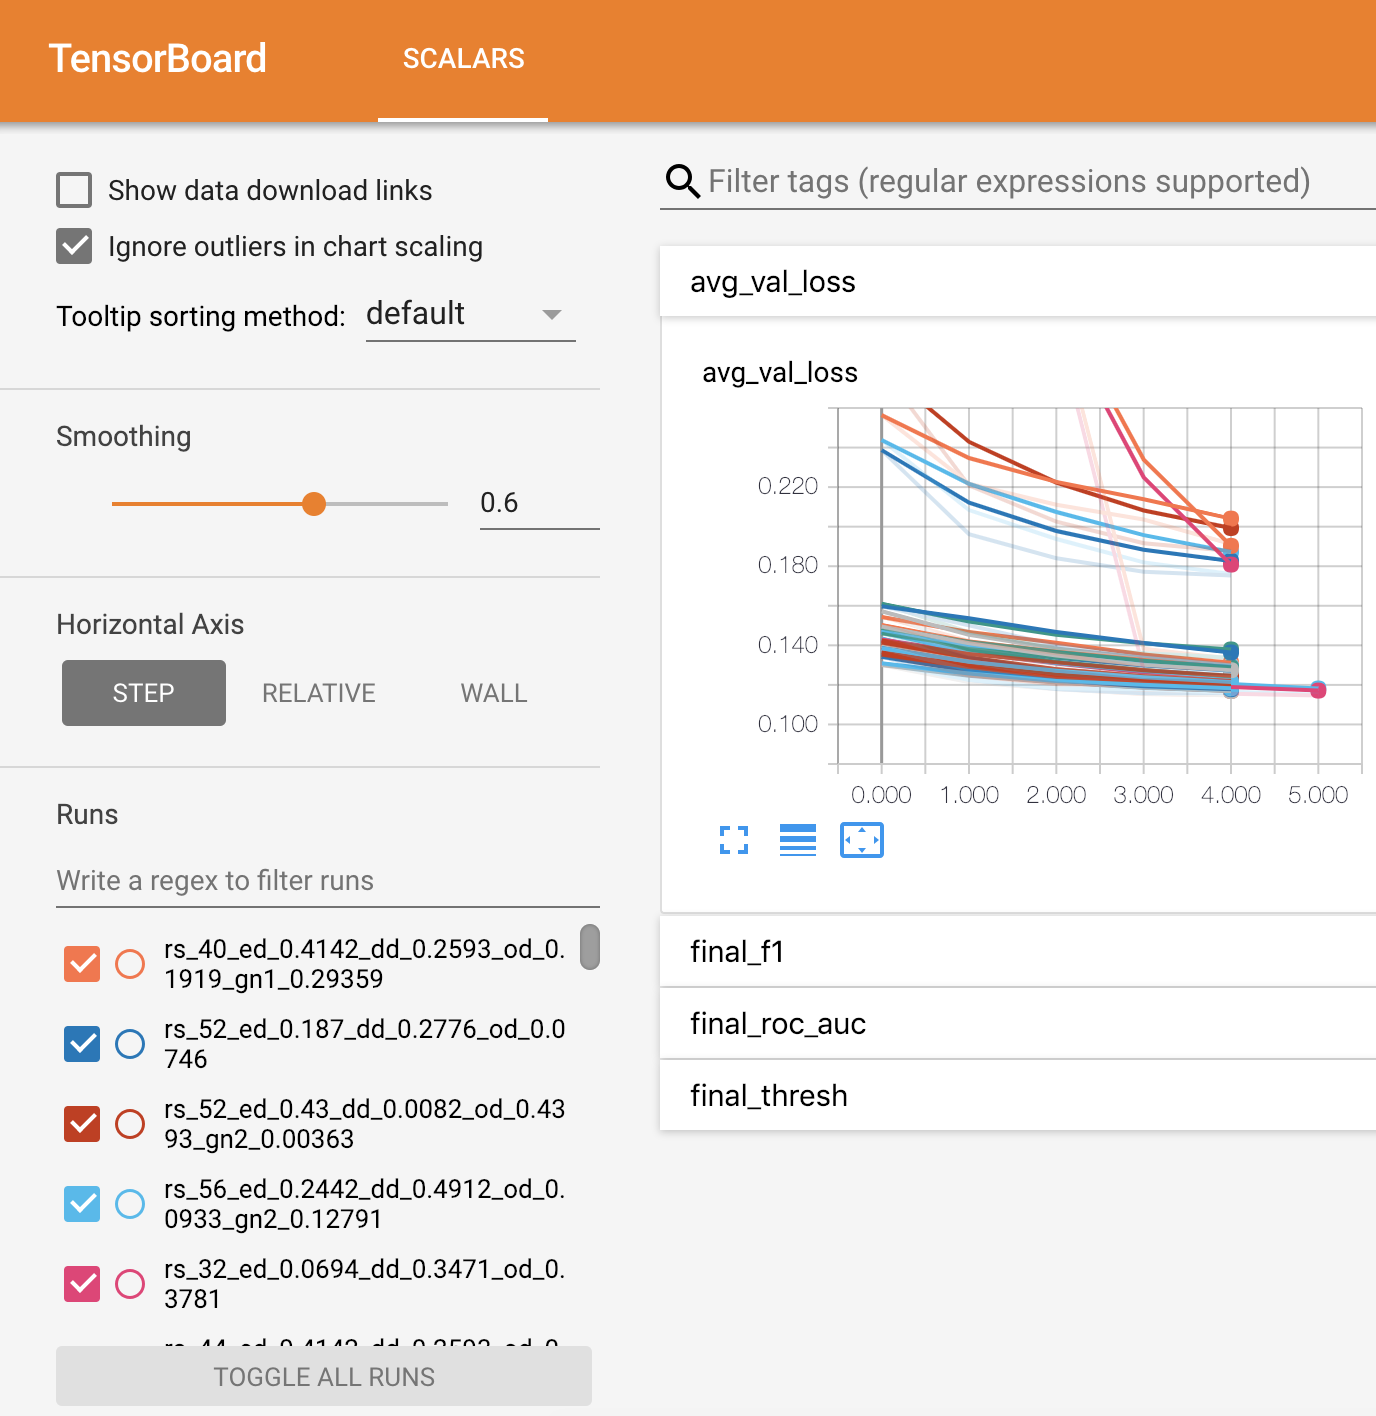 TensorBoard
SCALARS
Show data download links
Ignore outliers in chart scaling
Tooltip sorting method: default
Smoothing
0.6
Horizontal Axis
STEP RELATIVE WALL
Runs
Write a regex to filter runs
rs_40_ed_0.4142_dd_0.2593_od_0.
1919_gn1_0.29359
rs_52_ed_0.187_dd_0.2776_od_0.0
746
rs_52_ed_0.43_dd_0.0082_od_0.43
93_gn2_0.00363
rs_56_ed_0.2442_dd_0.4912_od_0.
0933_gn2_0.12791
rs_32_ed_0.0694_dd_0.3471_od_0.
3781
TOGGLE ALL RUNS
Filter tags (regular expressions supported)
avg_val_loss
avg_val_loss
0.220
0.180
0.140
0.100
0.000 1.000 2.000 3.000 4.000 5.000
final_f1
final_roc_auc
final_thresh